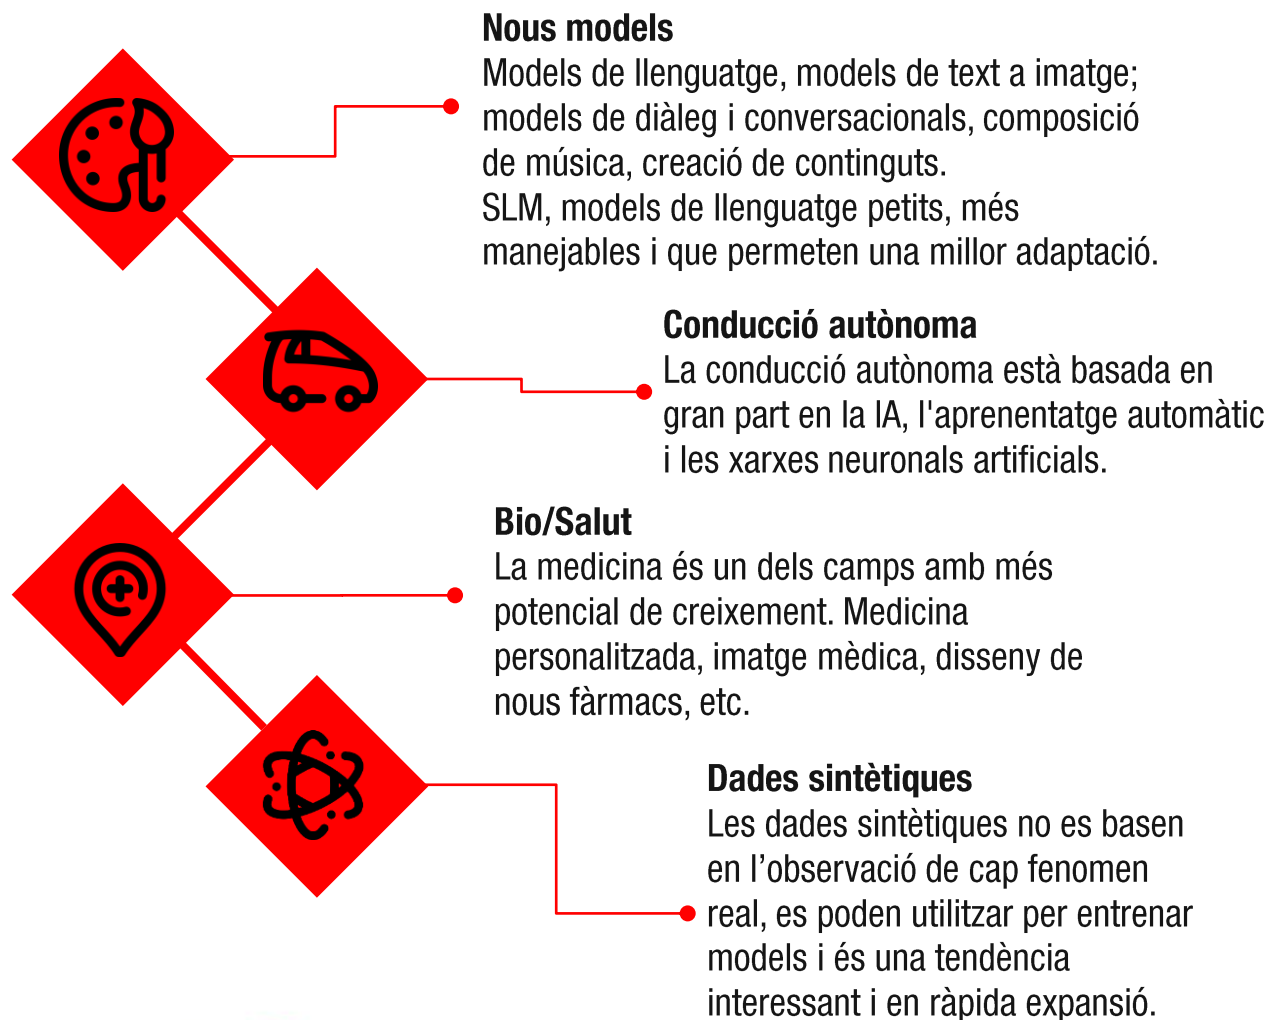 Nous models
Models de llenguatge, models de text a imatge;
models de diàleg i conversacionals, composició
de música, creació de continguts.
SLM, models de llenguatge petits, més
manejables i que permeten una millor adaptació.
Conducció autònoma
La conducció autònoma està basada en
gran part en la IA, l'aprenentatge automàtic
i les xarxes neuronals artificials.
Bio/Salut
La medicina és un dels camps amb més
potencial de creixement. Medicina
personalitzada, imatge mèdica, disseny de
nous fàrmacs, etc.
Dades sintètiques
Les dades sintètiques no es basen
en l’observació de cap fenomen
real, es poden utilitzar per entrenar
models i és una tendència
interessant i en ràpida expansió.